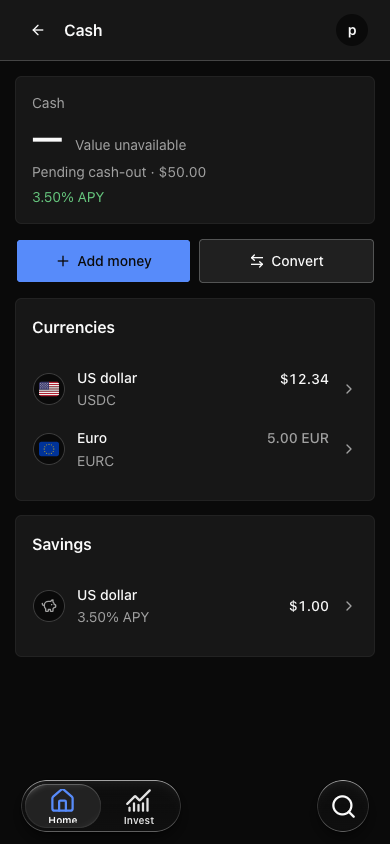 Cash
p
Cash
— Value unavailable
Pending cash-out · $50.00
3.50% APY
+ Add money
Convert
Currencies
US dollar
$12.34
USDC
Euro
5.00 EUR
EURC
Savings
US dollar
$1.00
3.50% APY
Home
Invest